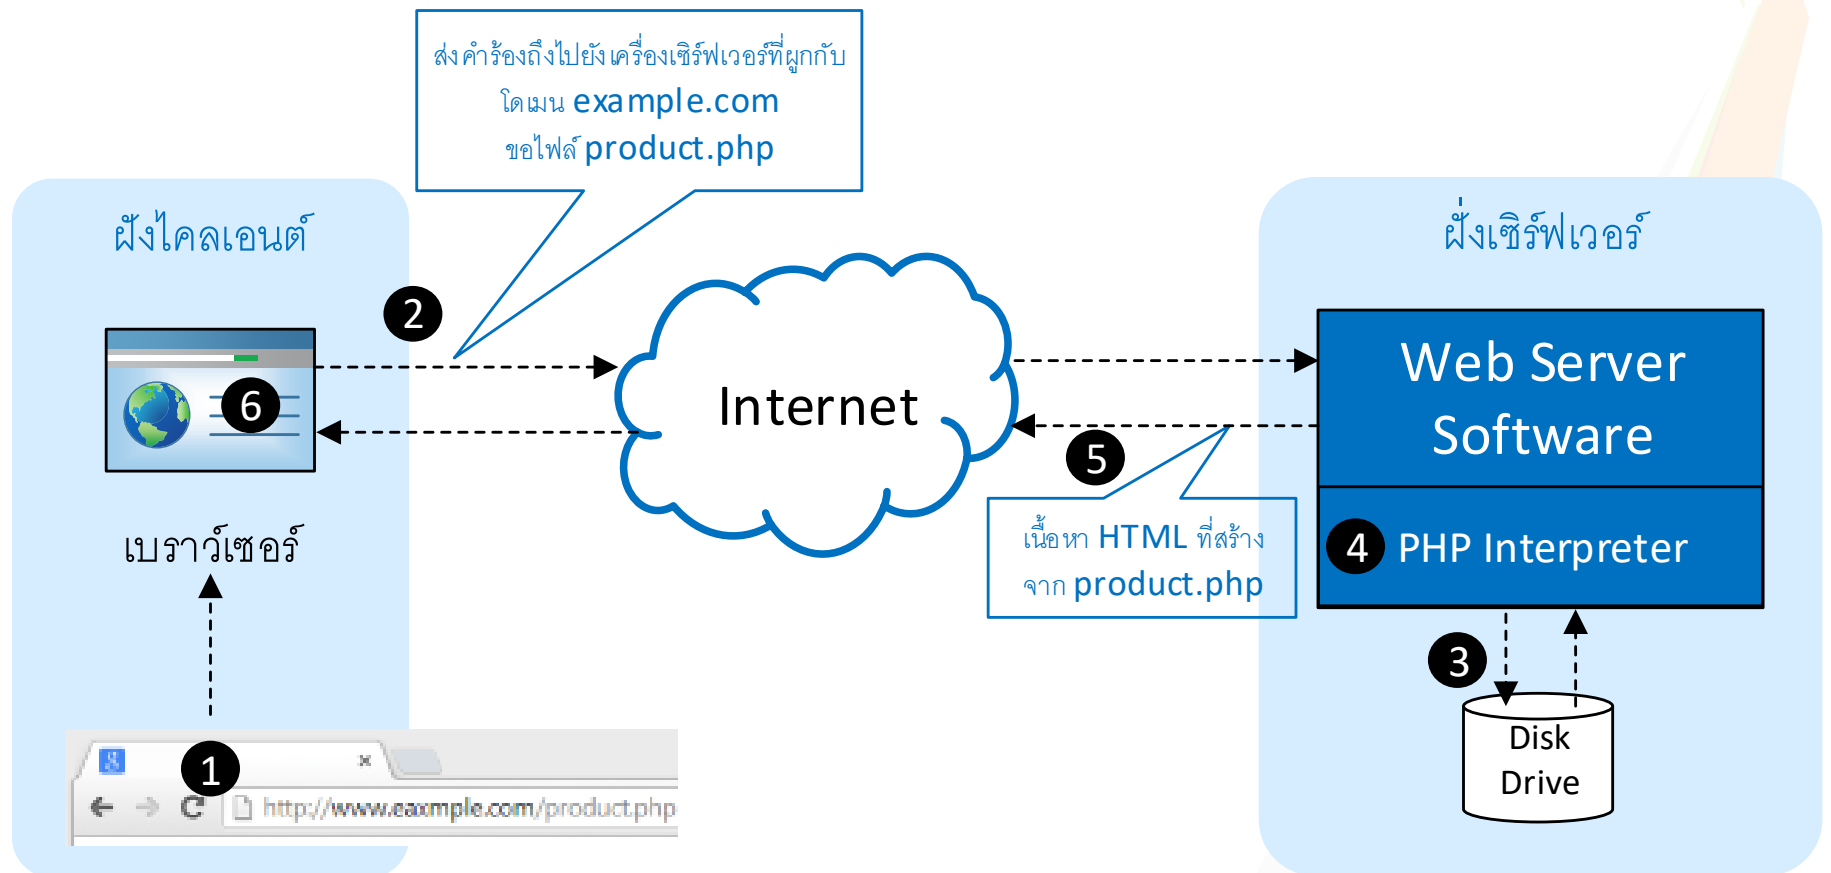 ส่งคำร้องถึงไปยังเครื่องเซิร์ฟเวอร์ที่ผูกกับ
โดเมน example.com
ขอไฟล์ product.php
ฝั่งไคลเอนต์
ฝั่งเซิร์ฟเวอร์
2
Web Server
Software
Internet
6
5
เนื้อหา HTML ที่สร้าง
จาก product.php
4 PHP Interpreter
เบราว์เซอร์
3
Disk
Drive
1
http://www.eaxmple.com/product.php